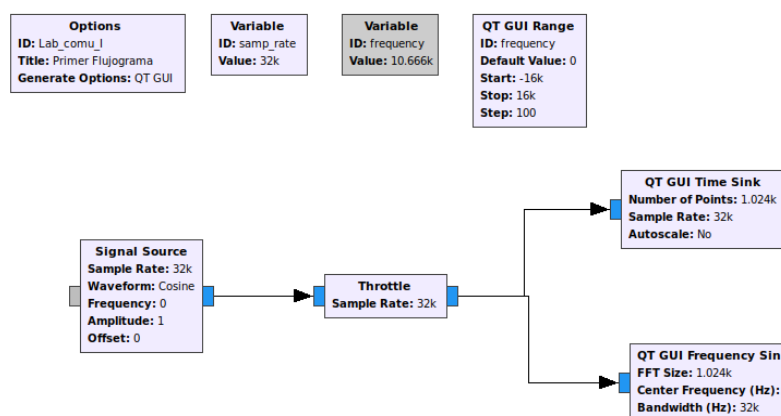 Options
ID: Lab_comu_I
Title: Primer Flujograma
Generate Options: QT GUI
Variable
ID: samp_rate
Value: 32k
Variable
ID: frequency
Value: 10.666k
QT GUI Range
ID: frequency
Default Value: 0
Start: -16k
Stop: 16k
Step: 100
Signal Source
Sample Rate: 32k
Waveform: Cosine
Frequency: 0
Amplitude: 1
Offset: 0
Throttle
Sample Rate: 32k
QT GUI Time Sink
Number of Points: 1.024k
Sample Rate: 32k
Autoscale: No
QT GUI Frequency Sin
FFT Size: 1.024k
Center Frequency (Hz):
Bandwidth (Hz): 32k